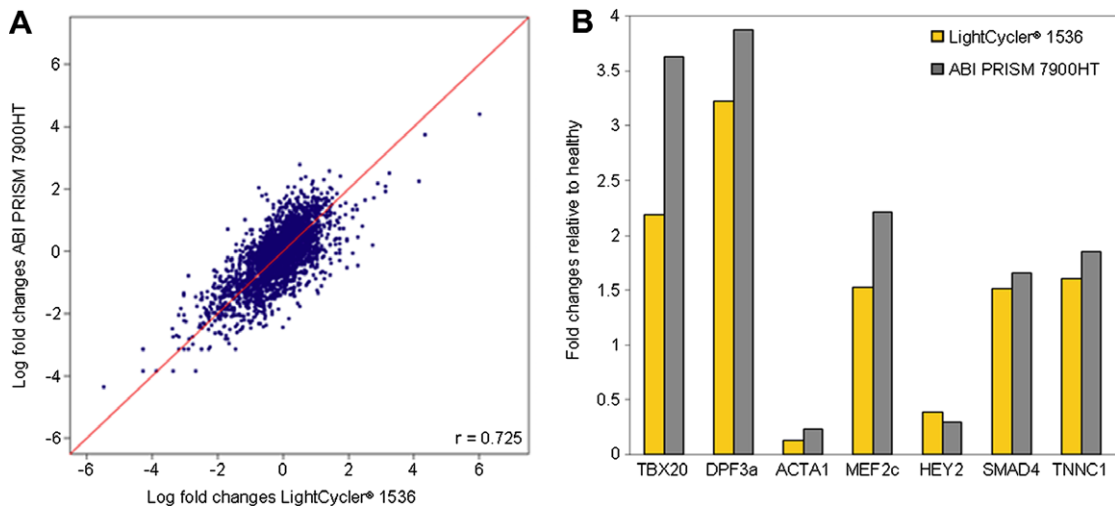 A
Log fold changes ABI PRISM 7900HT
6
4
2
0
-2
-4
-6
-6 -4 -2 0 2 4 6
r = 0.725
Log fold changes LightCycler® 1536
B
Fold changes relative to healthy
4
3.5
3
2.5
2
1.5
1
0.5
0
LightCycler® 1536
ABI PRISM 7900HT
TBX20 DPF3a ACTA1 MEF2c HEY2 SMAD4 TNNC1